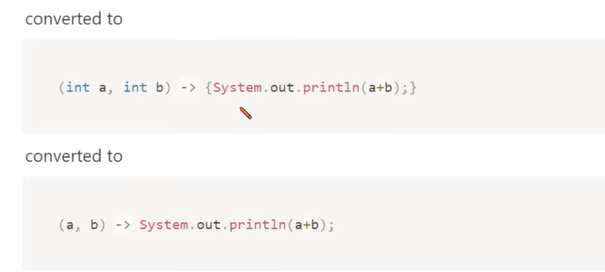 converted to
(int a, int b) -> {System.out.println(a+b);}
converted to
(a, b) -> System.out.println(a+b);